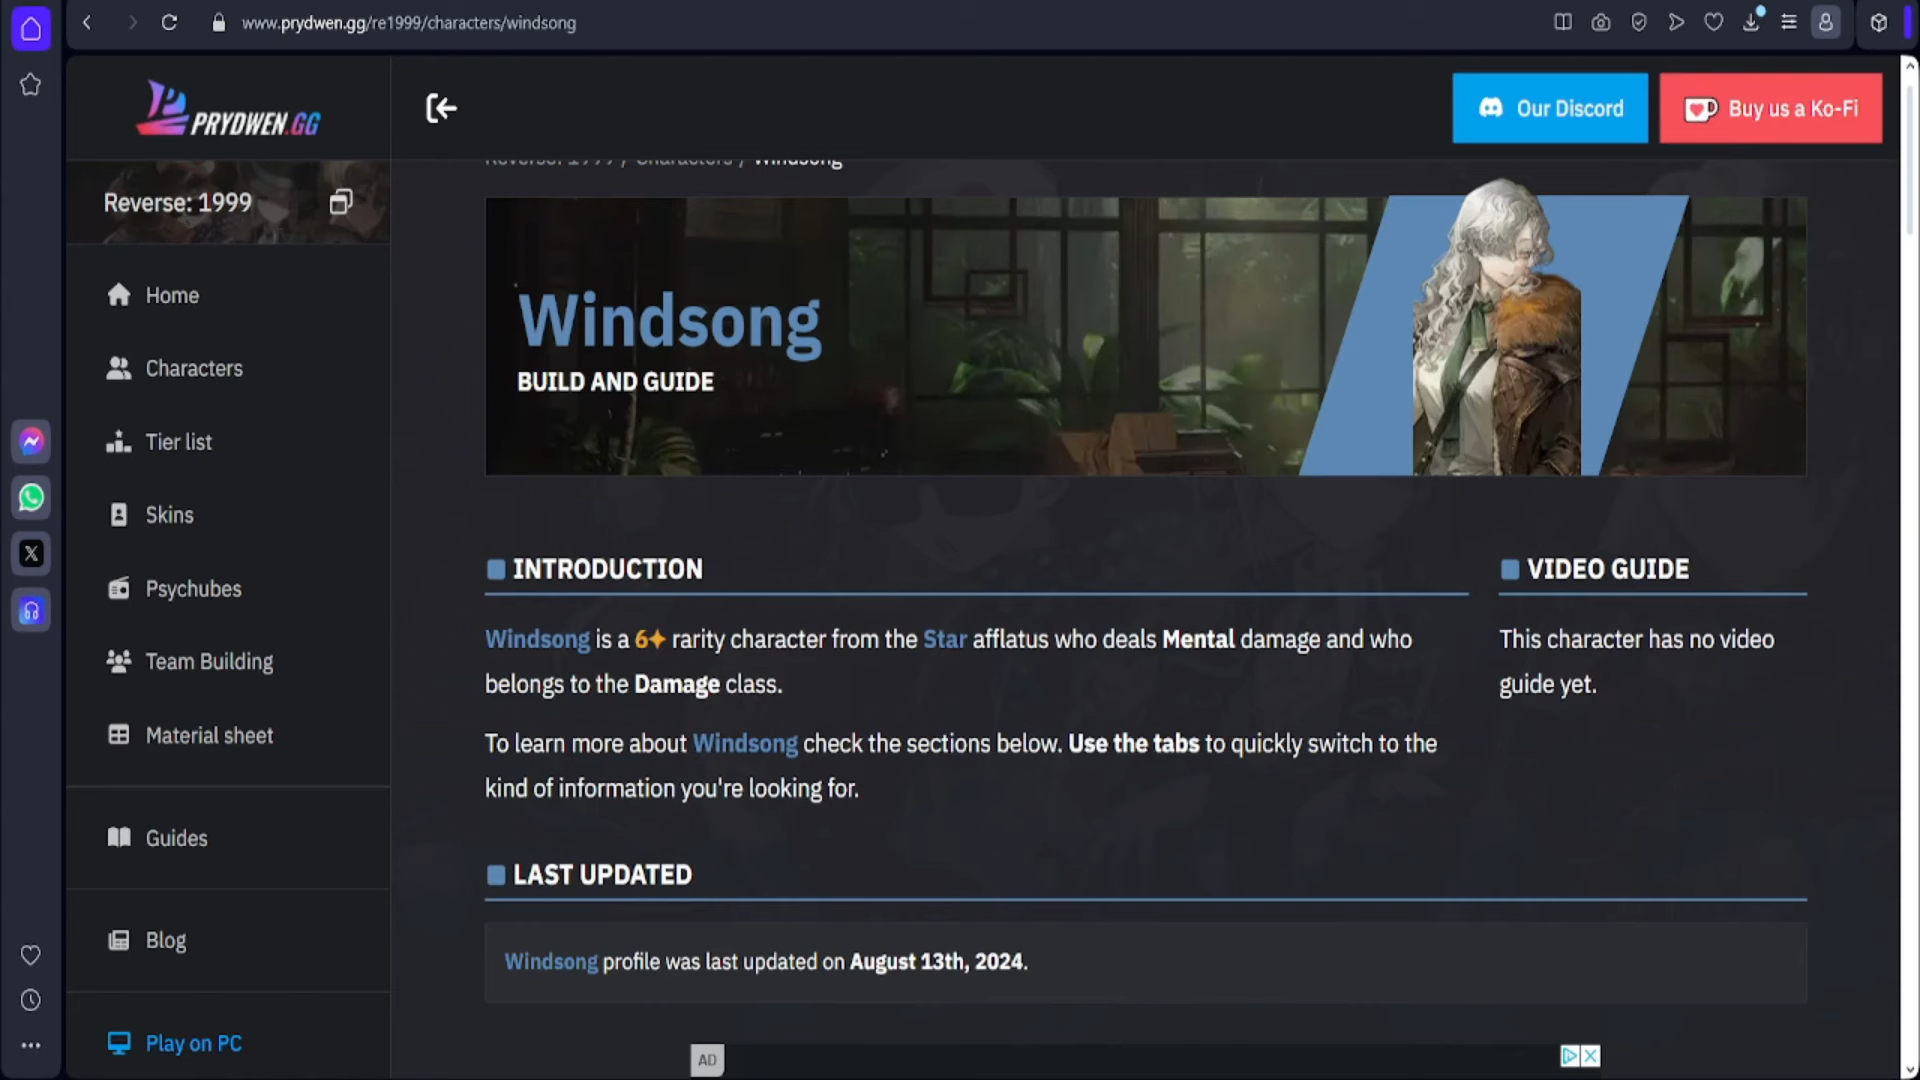 www.prydwen.gg/re1999/characters/windsong
PRYDWEN.GG
Our Discord
Buy us a Ko-Fi
Reverse: 1999 / Characters / Windsong
Reverse: 1999
Home
Characters
Tier list
Skins
Psychubes
Team Building
Material sheet
Guides
Blog
Play on PC
Windsong
BUILD AND GUIDE
INTRODUCTION
Windsong is a 6✦ rarity character from the Star afflatus who deals Mental damage and who
belongs to the Damage class.
To learn more about Windsong check the sections below. Use the tabs to quickly switch to the
kind of information you're looking for.
VIDEO GUIDE
This character has no video
guide yet.
LAST UPDATED
Windsong profile was last updated on August 13th, 2024.
AD